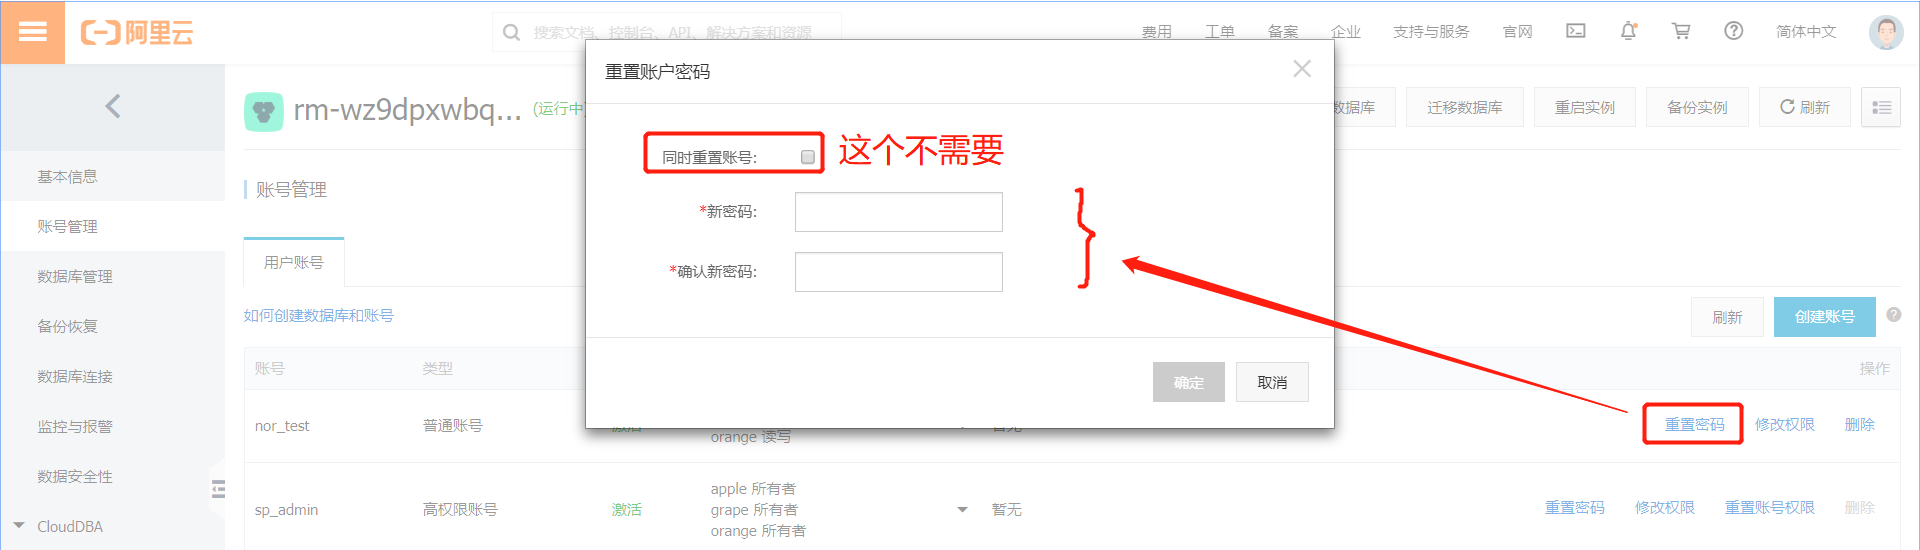 阿里云
搜索文档、控制台、API、解决方案和资源
费用
工单
备案
企业
支持与服务
官网
简体中文
重置账户密码
rm-wz9dpxwbq...
(运行中
数据库
迁移数据库
重启实例
备份实例
刷新
同时重置账号:
这个不需要
基本信息
账号管理
*新密码:
账号管理
用户账号
*确认新密码:
数据库管理
如何创建数据库和账号
刷新
创建账号
备份恢复
账号
类型
操作
数据库连接
确定
取消
nor_test
普通账号
激活
orange 读写
暂无
重置密码
修改权限
删除
监控与报警
数据安全性
sp_admin
高权限账号
激活
apple 所有者
grape 所有者
orange 所有者
暂无
重置密码
修改权限
重置账号权限
删除
CloudDBA